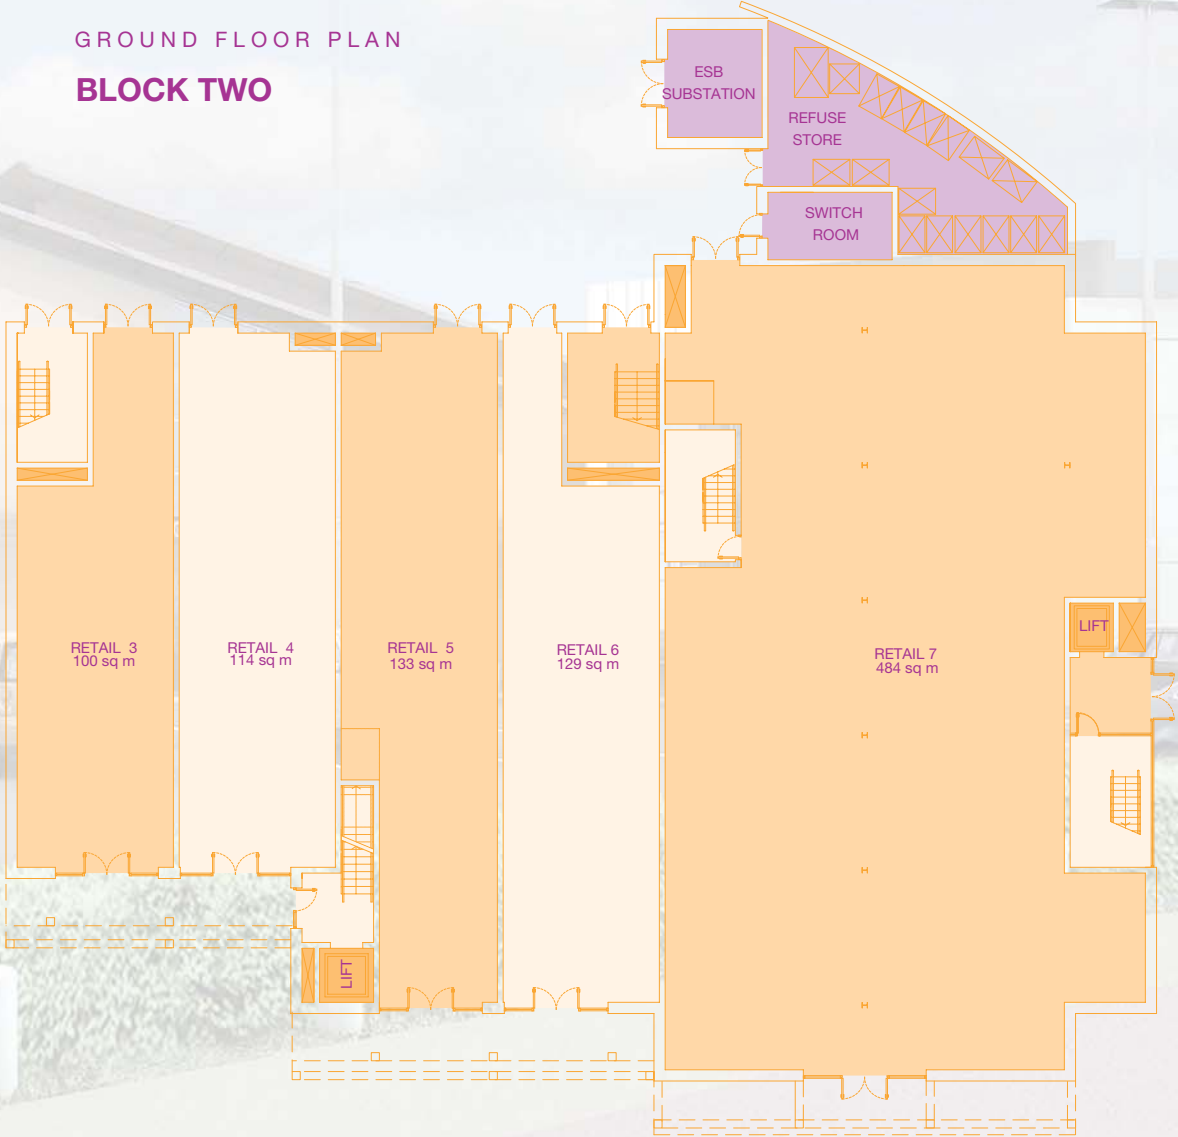 GROUND FLOOR PLAN
BLOCK TWO
ESB
SUBSTATION
REFUSE
STORE
SWITCH
ROOM
RETAIL 3
100 sq m
RETAIL 4
114 sq m
RETAIL 5
133 sq m
RETAIL 6
129 sq m
RETAIL 7
484 sq m
LIFT
LIFT